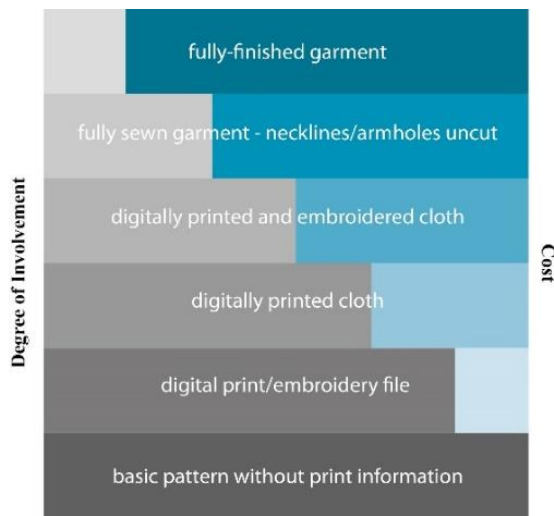 fully-finished garment
fully sewn garment - necklines/armholes uncut
digitally printed and embroidered cloth
digitally printed cloth
digital print/embroidery file
basic pattern without print information
Degree of Involvement
Cost